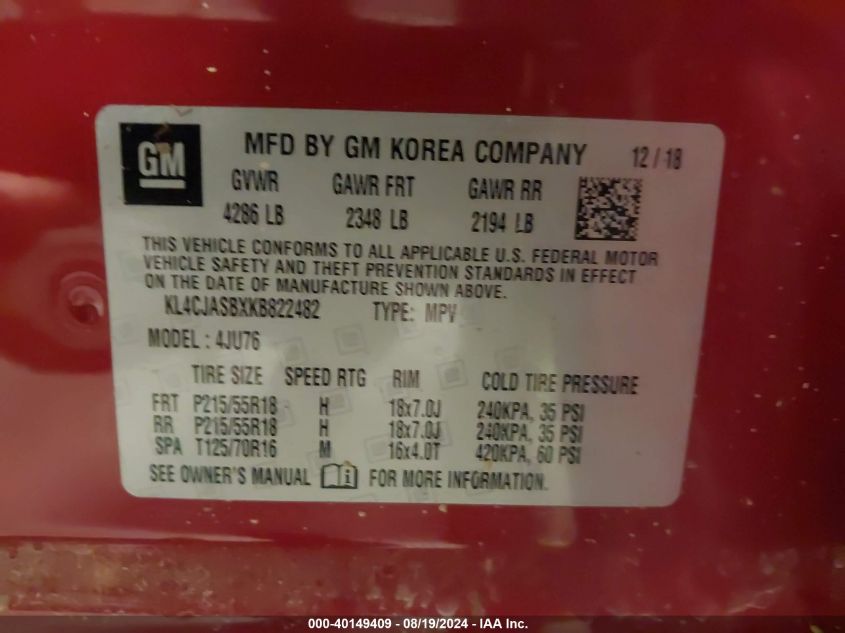 GM MFD BY GM KOREA COMPANY 12/18
GVWR GAWR FRT GAWR RR
4286 LB 2348 LB 2194 LB
THIS VEHICLE CONFORMS TO ALL APPLICABLE U.S. FEDERAL MOTOR
VEHICLE SAFETY AND THEFT PREVENTION STANDARDS IN EFFECT
ON THE DATE OF MANUFACTURE SHOWN ABOVE.
KL4CJASBXKB822482 TYPE: MPV
MODEL: 4JU76
TIRE SIZE SPEED RTG RIM COLD TIRE PRESSURE
FRT P215/55R18 H 18x7.0J 240KPA, 35 PSI
RR P215/55R18 H 18x7.0J 240KPA, 35 PSI
SPA T125/70R16 M 16x4.0T 420KPA, 60 PSI
SEE OWNER'S MANUAL FOR MORE INFORMATION.
000-40149409 - 08/19/2024 - IAA Inc.